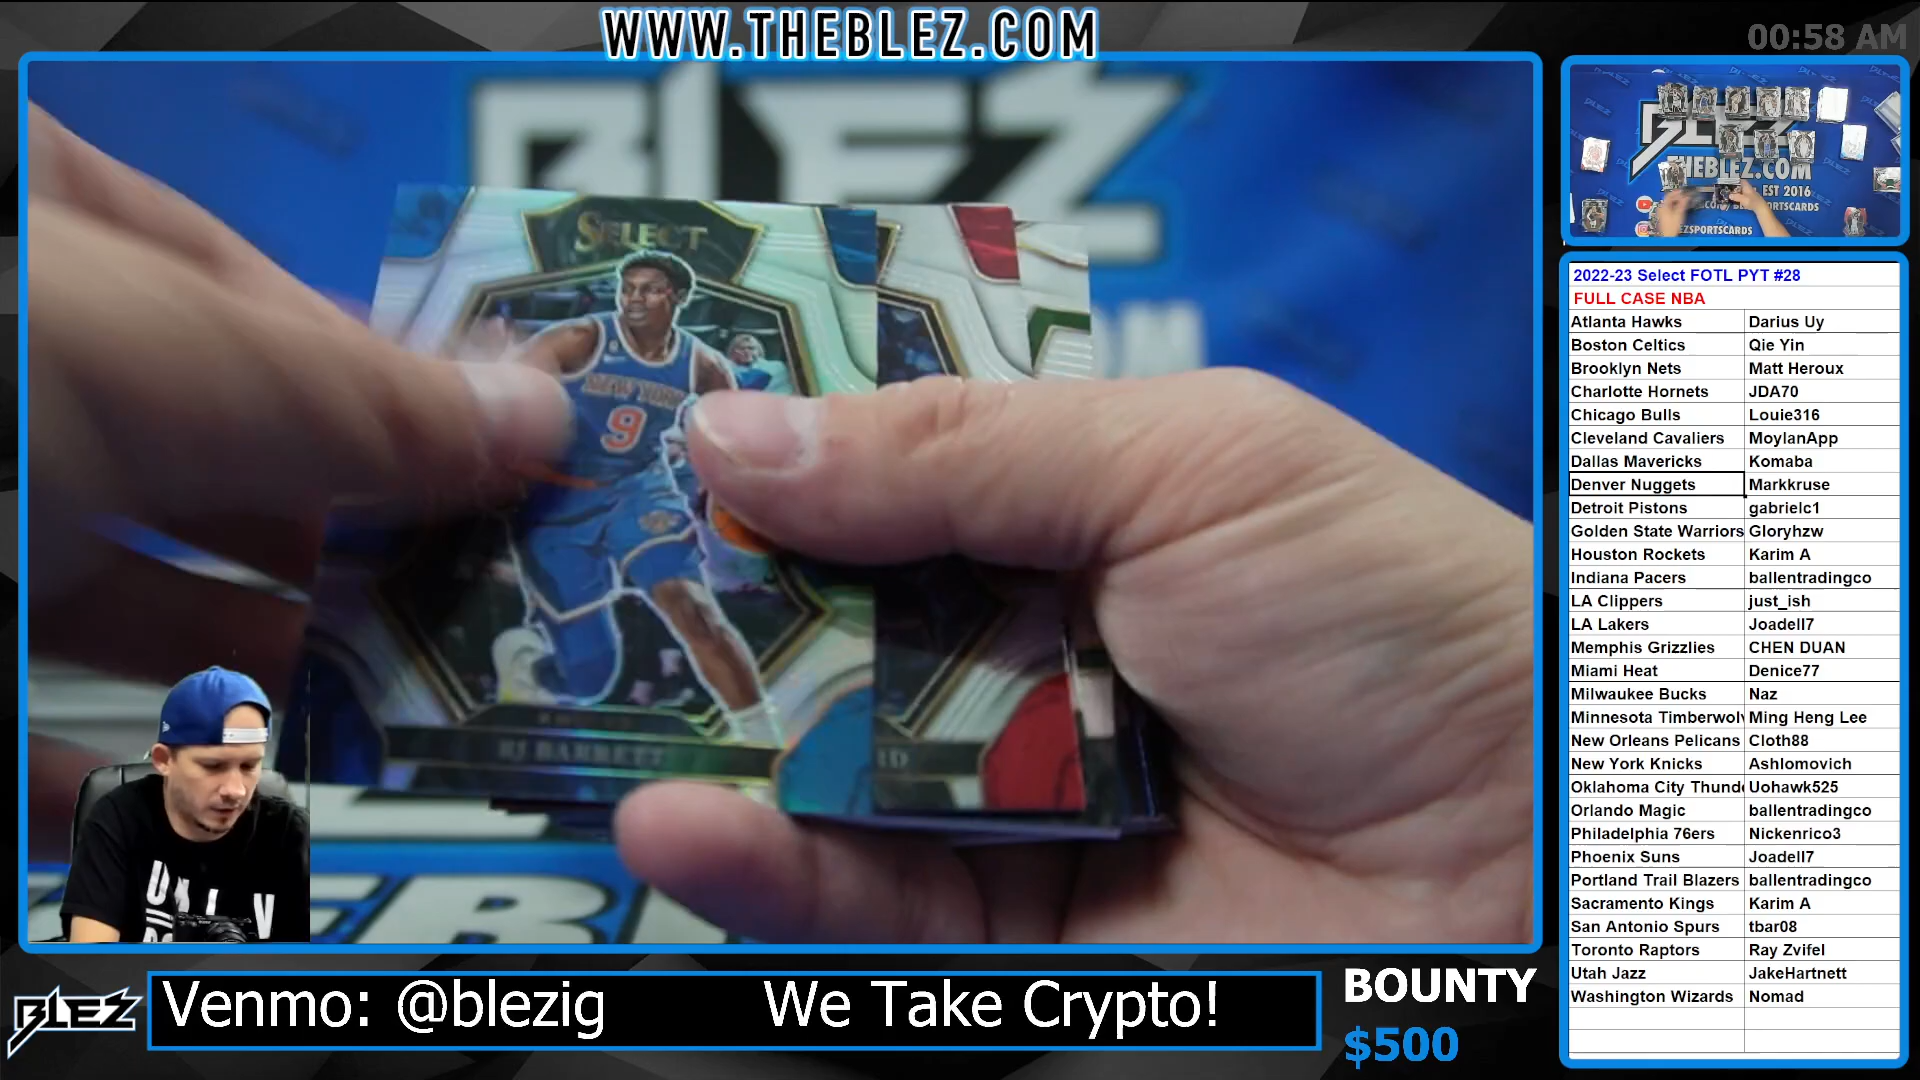 WWW.THEBLEZ.COM
00:58 AM
BLEZ
SELECT
NEW YORK
9
RJ BARRETT
BLEZ
THEBLEZ.COM
EST 2016
2022-23 Select FOTL PYT #28
FULL CASE NBA
Atlanta Hawks Darius Uy
Boston Celtics Qie Yin
Brooklyn Nets Matt Heroux
Charlotte Hornets JDA70
Chicago Bulls Louie316
Cleveland Cavaliers MoylanApp
Dallas Mavericks Komaba
Denver Nuggets Markkruse
Detroit Pistons gabrielc1
Golden State Warriors Gloryhzw
Houston Rockets Karim A
Indiana Pacers ballentradingco
LA Clippers just_ish
LA Lakers Joadell7
Memphis Grizzlies CHEN DUAN
Miami Heat Denice77
Milwaukee Bucks Naz
Minnesota Timberwol Ming Heng Lee
New Orleans Pelicans Cloth88
New York Knicks Ashlomovich
Oklahoma City Thund Uohawk525
Orlando Magic ballentradingco
Philadelphia 76ers Nickenrico3
Phoenix Suns Joadell7
Portland Trail Blazers ballentradingco
Sacramento Kings Karim A
San Antonio Spurs tbar08
Toronto Raptors Ray Zvifel
Utah Jazz JakeHartnett
Washington Wizards Nomad
BLEZ
Venmo: @blezig We Take Crypto!
BOUNTY
$500